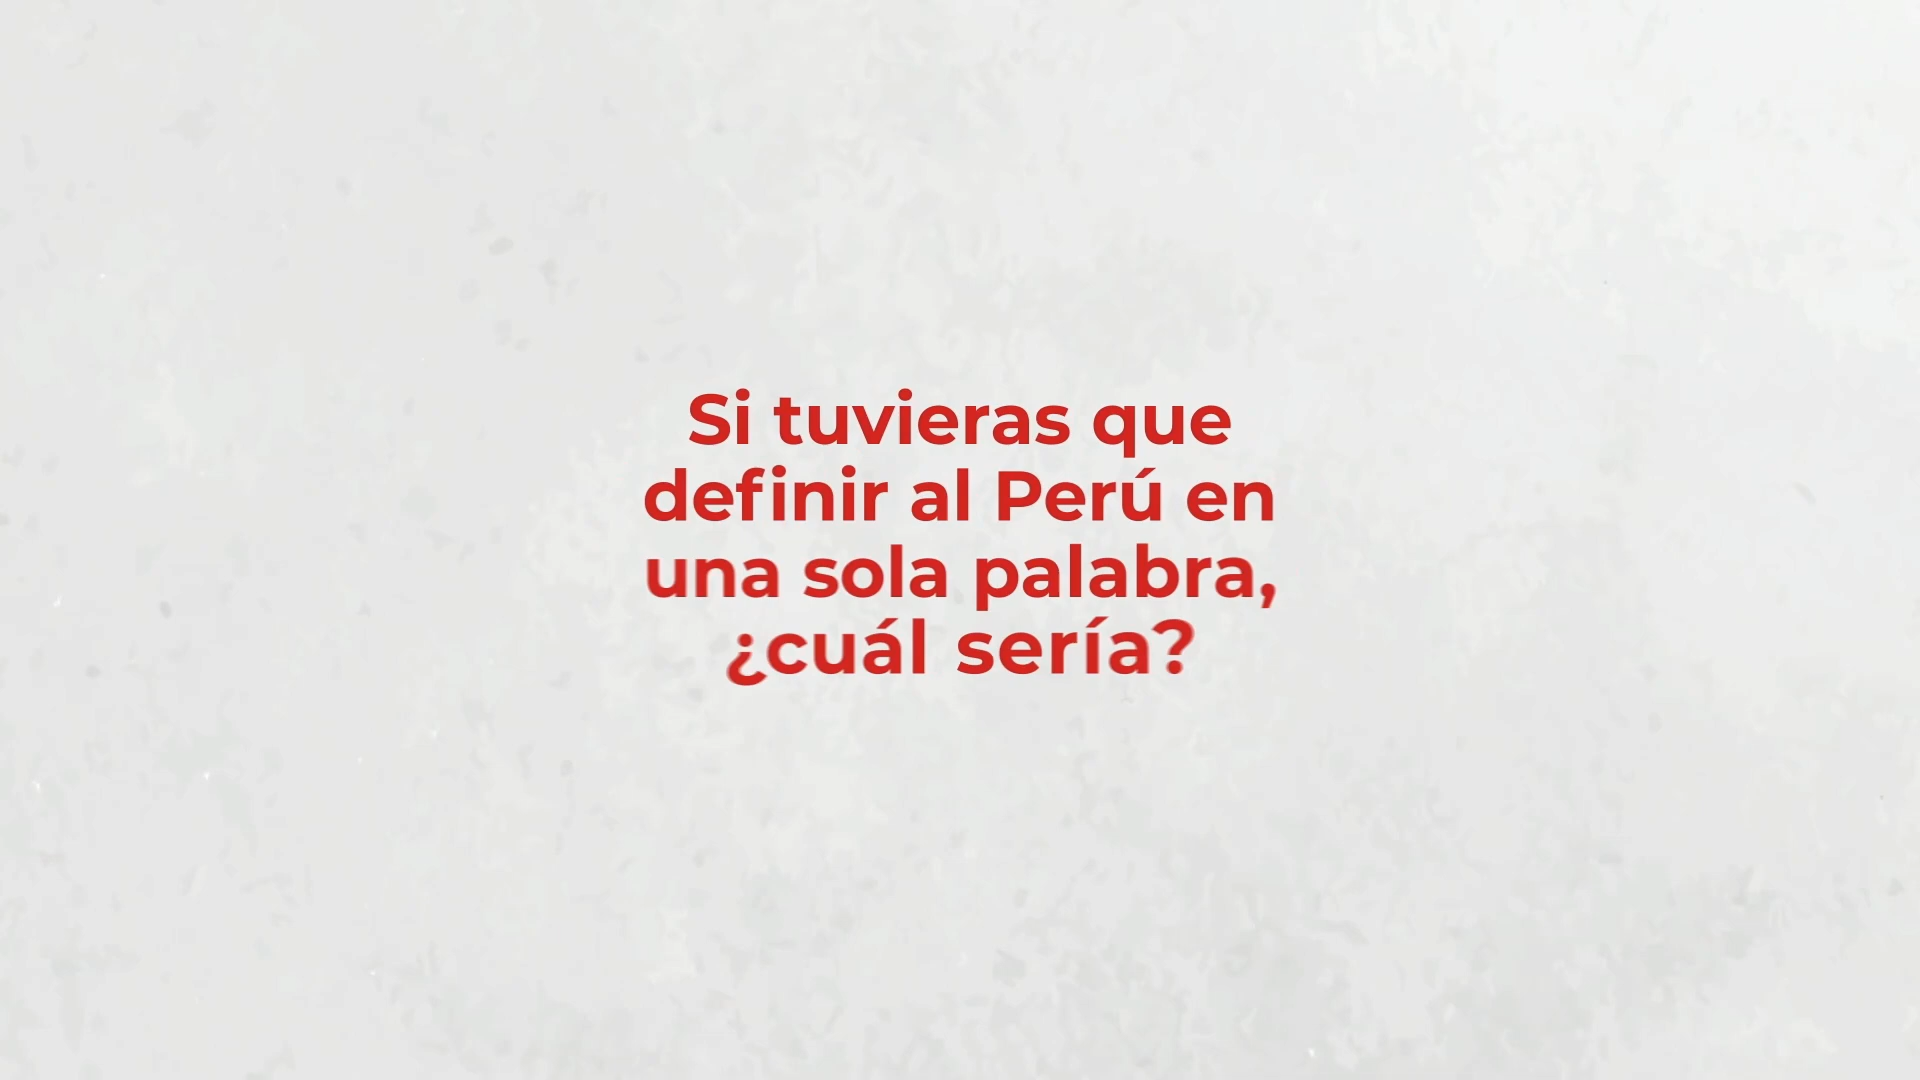 Si tuvieras que
definir al Perú en
una sola palabra,
¿cuál sería?